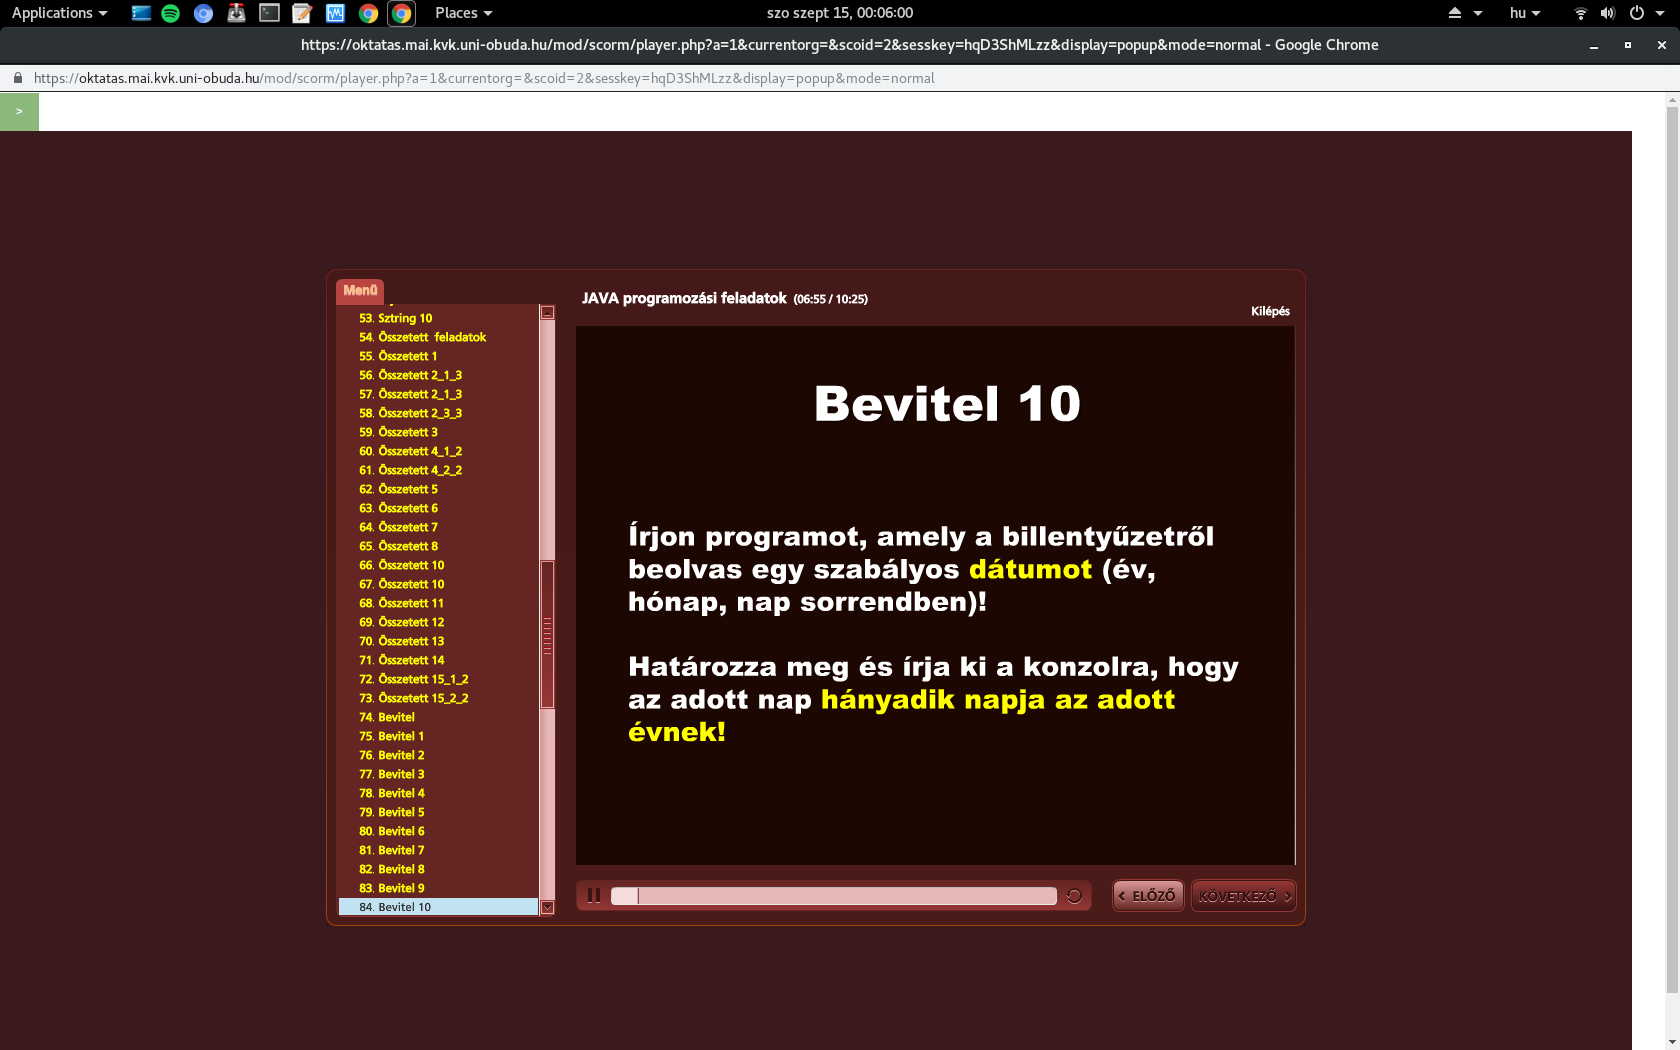 Applications
Places
szo szept 15, 00:06:00
hu
https://oktatas.mai.kvk.uni-obuda.hu/mod/scorm/player.php?a=1&currentorg=&scoid=2&sesskey=hqD3ShMLzz&display=popup&mode=normal - Google Chrome
https://oktatas.mai.kvk.uni-obuda.hu/mod/scorm/player.php?a=1&currentorg=&scoid=2&sesskey=hqD3ShMLzz&display=popup&mode=normal
>
Menü
53. Sztring 10
54. Összetett feladatok
55. Összetett 1
56. Összetett 2_1_3
57. Összetett 2_1_3
58. Összetett 2_3_3
59. Összetett 3
60. Összetett 4_1_2
61. Összetett 4_2_2
62. Összetett 5
63. Összetett 6
64. Összetett 7
65. Összetett 8
66. Összetett 10
67. Összetett 10
68. Összetett 11
69. Összetett 12
70. Összetett 13
71. Összetett 14
72. Összetett 15_1_2
73. Összetett 15_2_2
74. Bevitel
75. Bevitel 1
76. Bevitel 2
77. Bevitel 3
78. Bevitel 4
79. Bevitel 5
80. Bevitel 6
81. Bevitel 7
82. Bevitel 8
83. Bevitel 9
84. Bevitel 10
JAVA programozási feladatok (06:55 / 10:25)
Kilépés
Bevitel 10
Írjon programot, amely a billentyűzetről
beolvas egy szabályos dátumot (év,
hónap, nap sorrendben)!
Határozza meg és írja ki a konzolra, hogy
az adott nap hányadik napja az adott
évnek!
< ELŐZŐ
KÖVETKEZŐ >